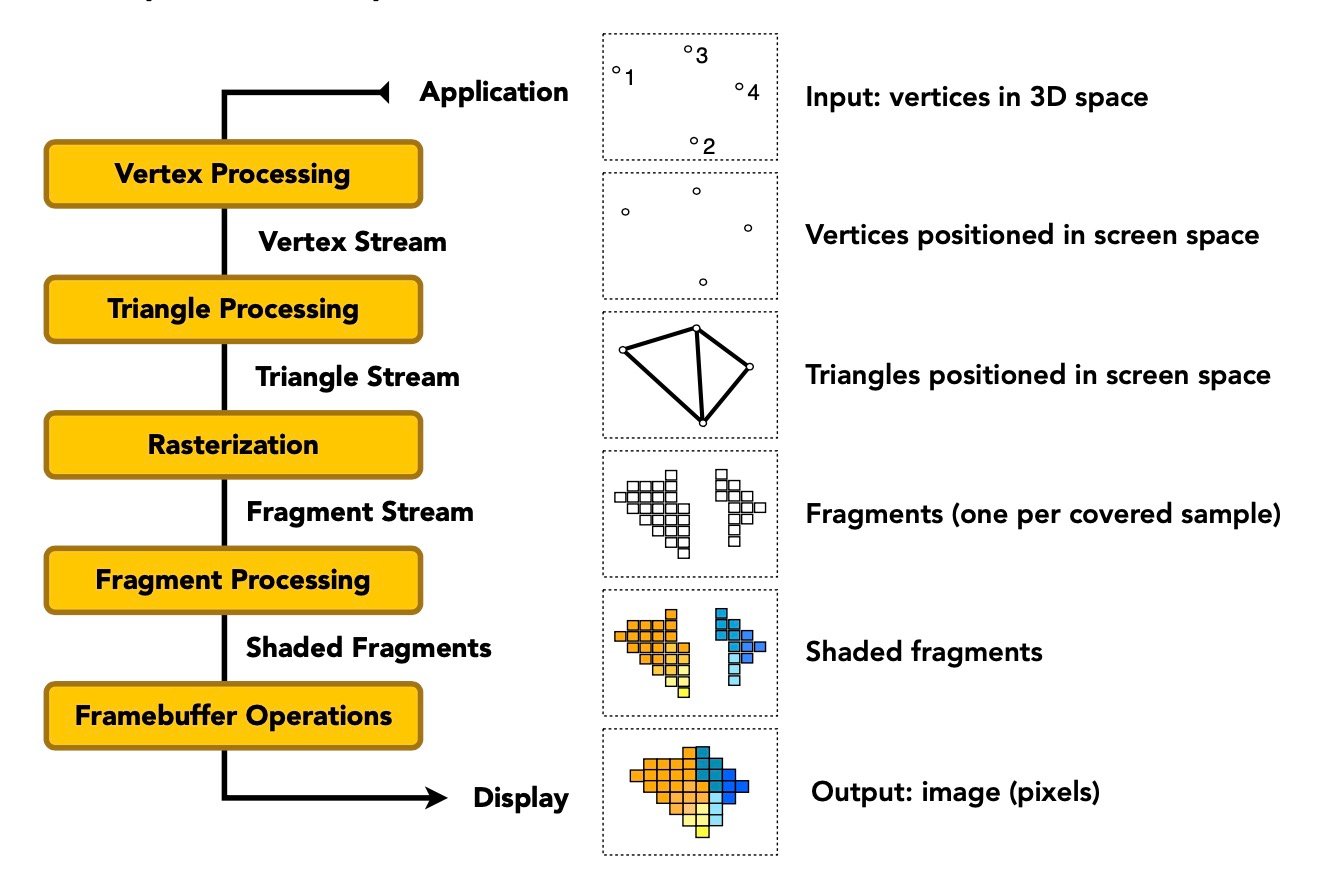 Application
1
3
4
2
Input: vertices in 3D space
Vertex Processing
Vertex Stream
Vertices positioned in screen space
Triangle Processing
Triangle Stream
Triangles positioned in screen space
Rasterization
Fragment Stream
Fragments (one per covered sample)
Fragment Processing
Shaded Fragments
Shaded fragments
Framebuffer Operations
Display
Output: image (pixels)